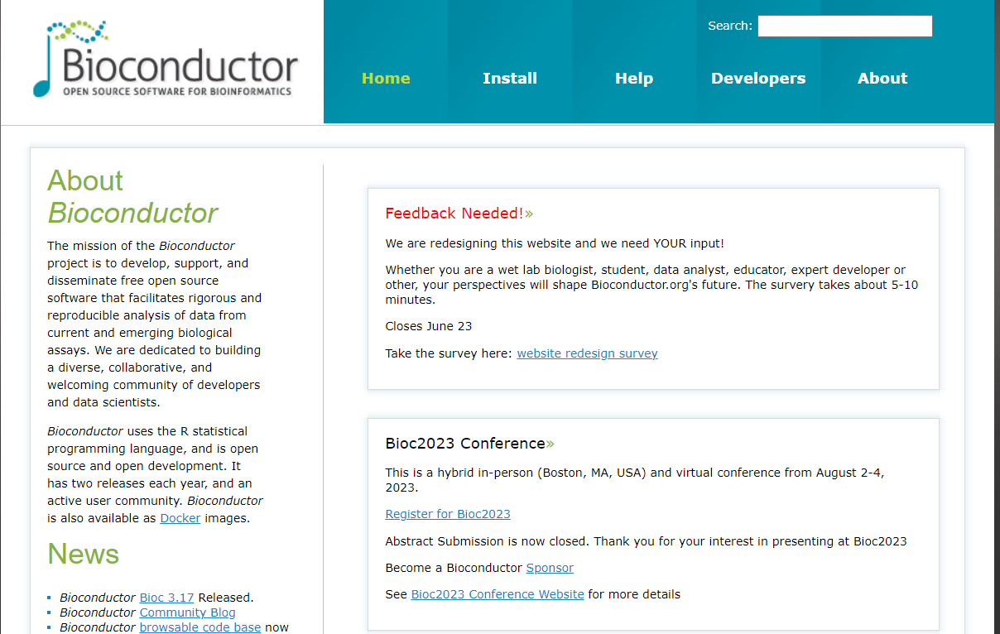 Bioconductor
OPEN SOURCE SOFTWARE FOR BIOINFORMATICS
Search:
Home
Install
Help
Developers
About
About
Bioconductor
The mission of the Bioconductor
project is to develop, support, and
disseminate free open source
software that facilitates rigorous and
reproducible analysis of data from
current and emerging biological
assays. We are dedicated to building
a diverse, collaborative, and
welcoming community of developers
and data scientists.
Bioconductor uses the R statistical
programming language, and is open
source and open development. It
has two releases each year, and an
active user community. Bioconductor
is also available as Docker images.
News
Bioconductor Bioc 3.17 Released.
Bioconductor Community Blog
Bioconductor browsable code base now
Feedback Needed!»
We are redesigning this website and we need YOUR input!
Whether you are a wet lab biologist, student, data analyst, educator, expert developer or
other, your perspectives will shape Bioconductor.org's future. The survery takes about 5-10
minutes.
Closes June 23
Take the survey here: website redesign survey
Bioc2023 Conference»
This is a hybrid in-person (Boston, MA, USA) and virtual conference from August 2-4,
2023.
Register for Bioc2023
Abstract Submission is now closed. Thank you for your interest in presenting at Bioc2023
Become a Bioconductor Sponsor
See Bioc2023 Conference Website for more details